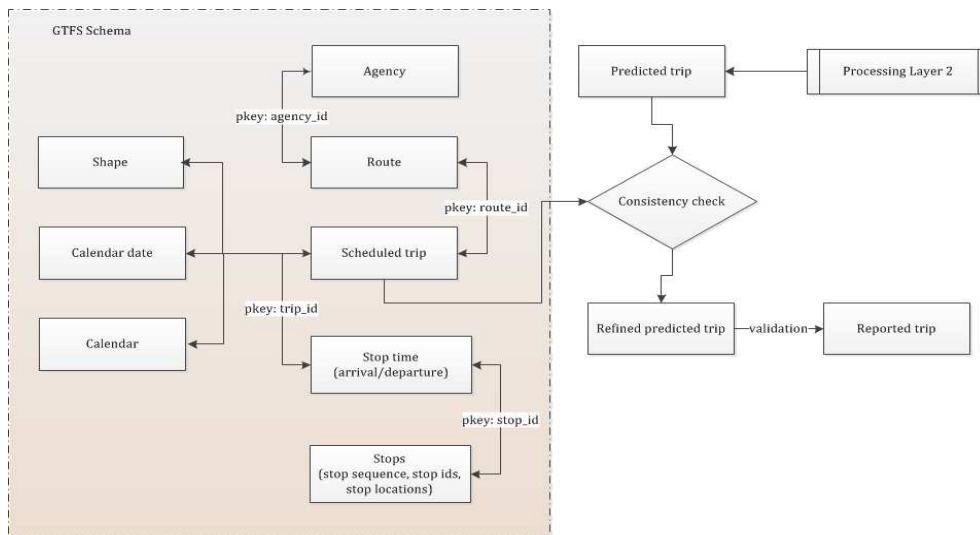 GTFS Schema
Agency
Predicted trip
Processing Layer 2
pkey: agency_id
Shape
Route
Consistency check
pkey: route_id
Calendar date
Scheduled trip
pkey: trip_id
Calendar
Refined predicted trip
validation
Reported trip
Stop time
(arrival/departure)
pkey: stop_id
Stops
(stop sequence, stop ids,
stop locations)